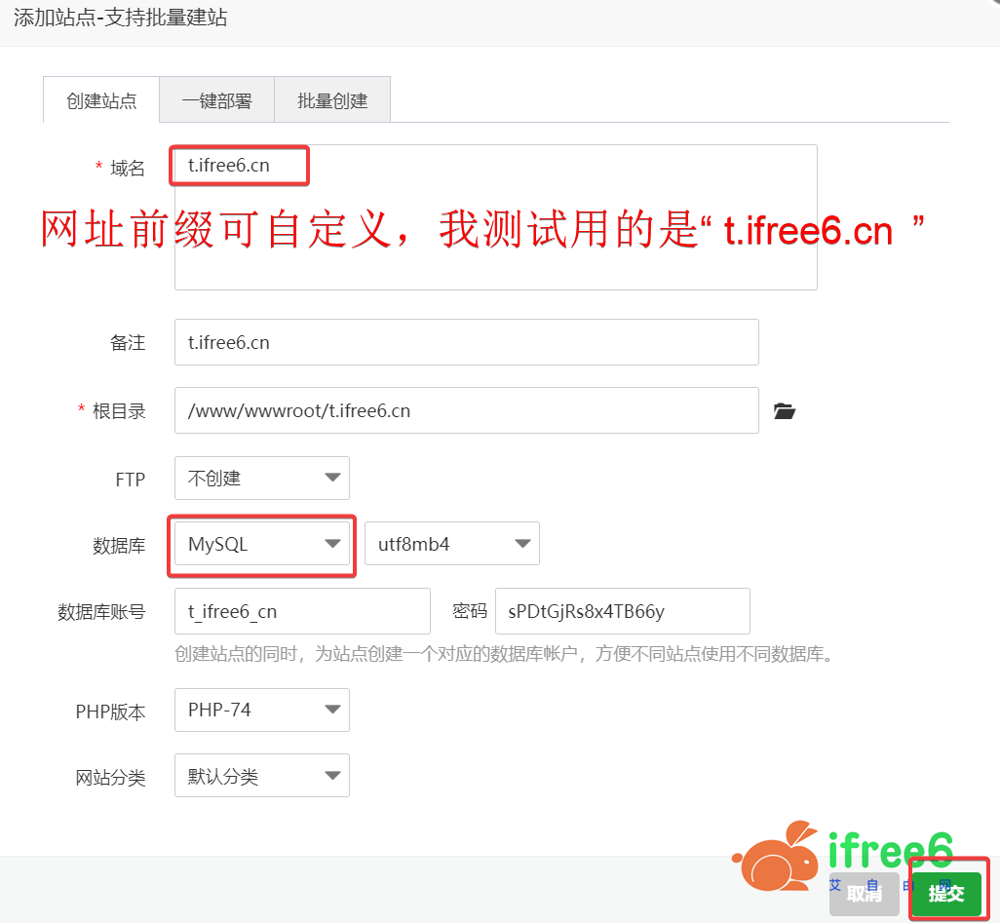 添加站点-支持批量建站
创建站点 一键部署 批量创建
* 域名 t.ifree6.cn
网址前缀可自定义，我测试用的是“ t.ifree6.cn ”
备注 t.ifree6.cn
* 根目录 /www/wwwroot/t.ifree6.cn
FTP 不创建
数据库 MySQL utf8mb4
数据库账号 t_ifree6_cn 密码 sPDtGjRs8x4TB66y
创建站点的同时，为站点创建一个对应的数据库帐户，方便不同站点使用不同数据库。
PHP版本 PHP-74
网站分类 默认分类
ifree6
艾自由网
取消 提交